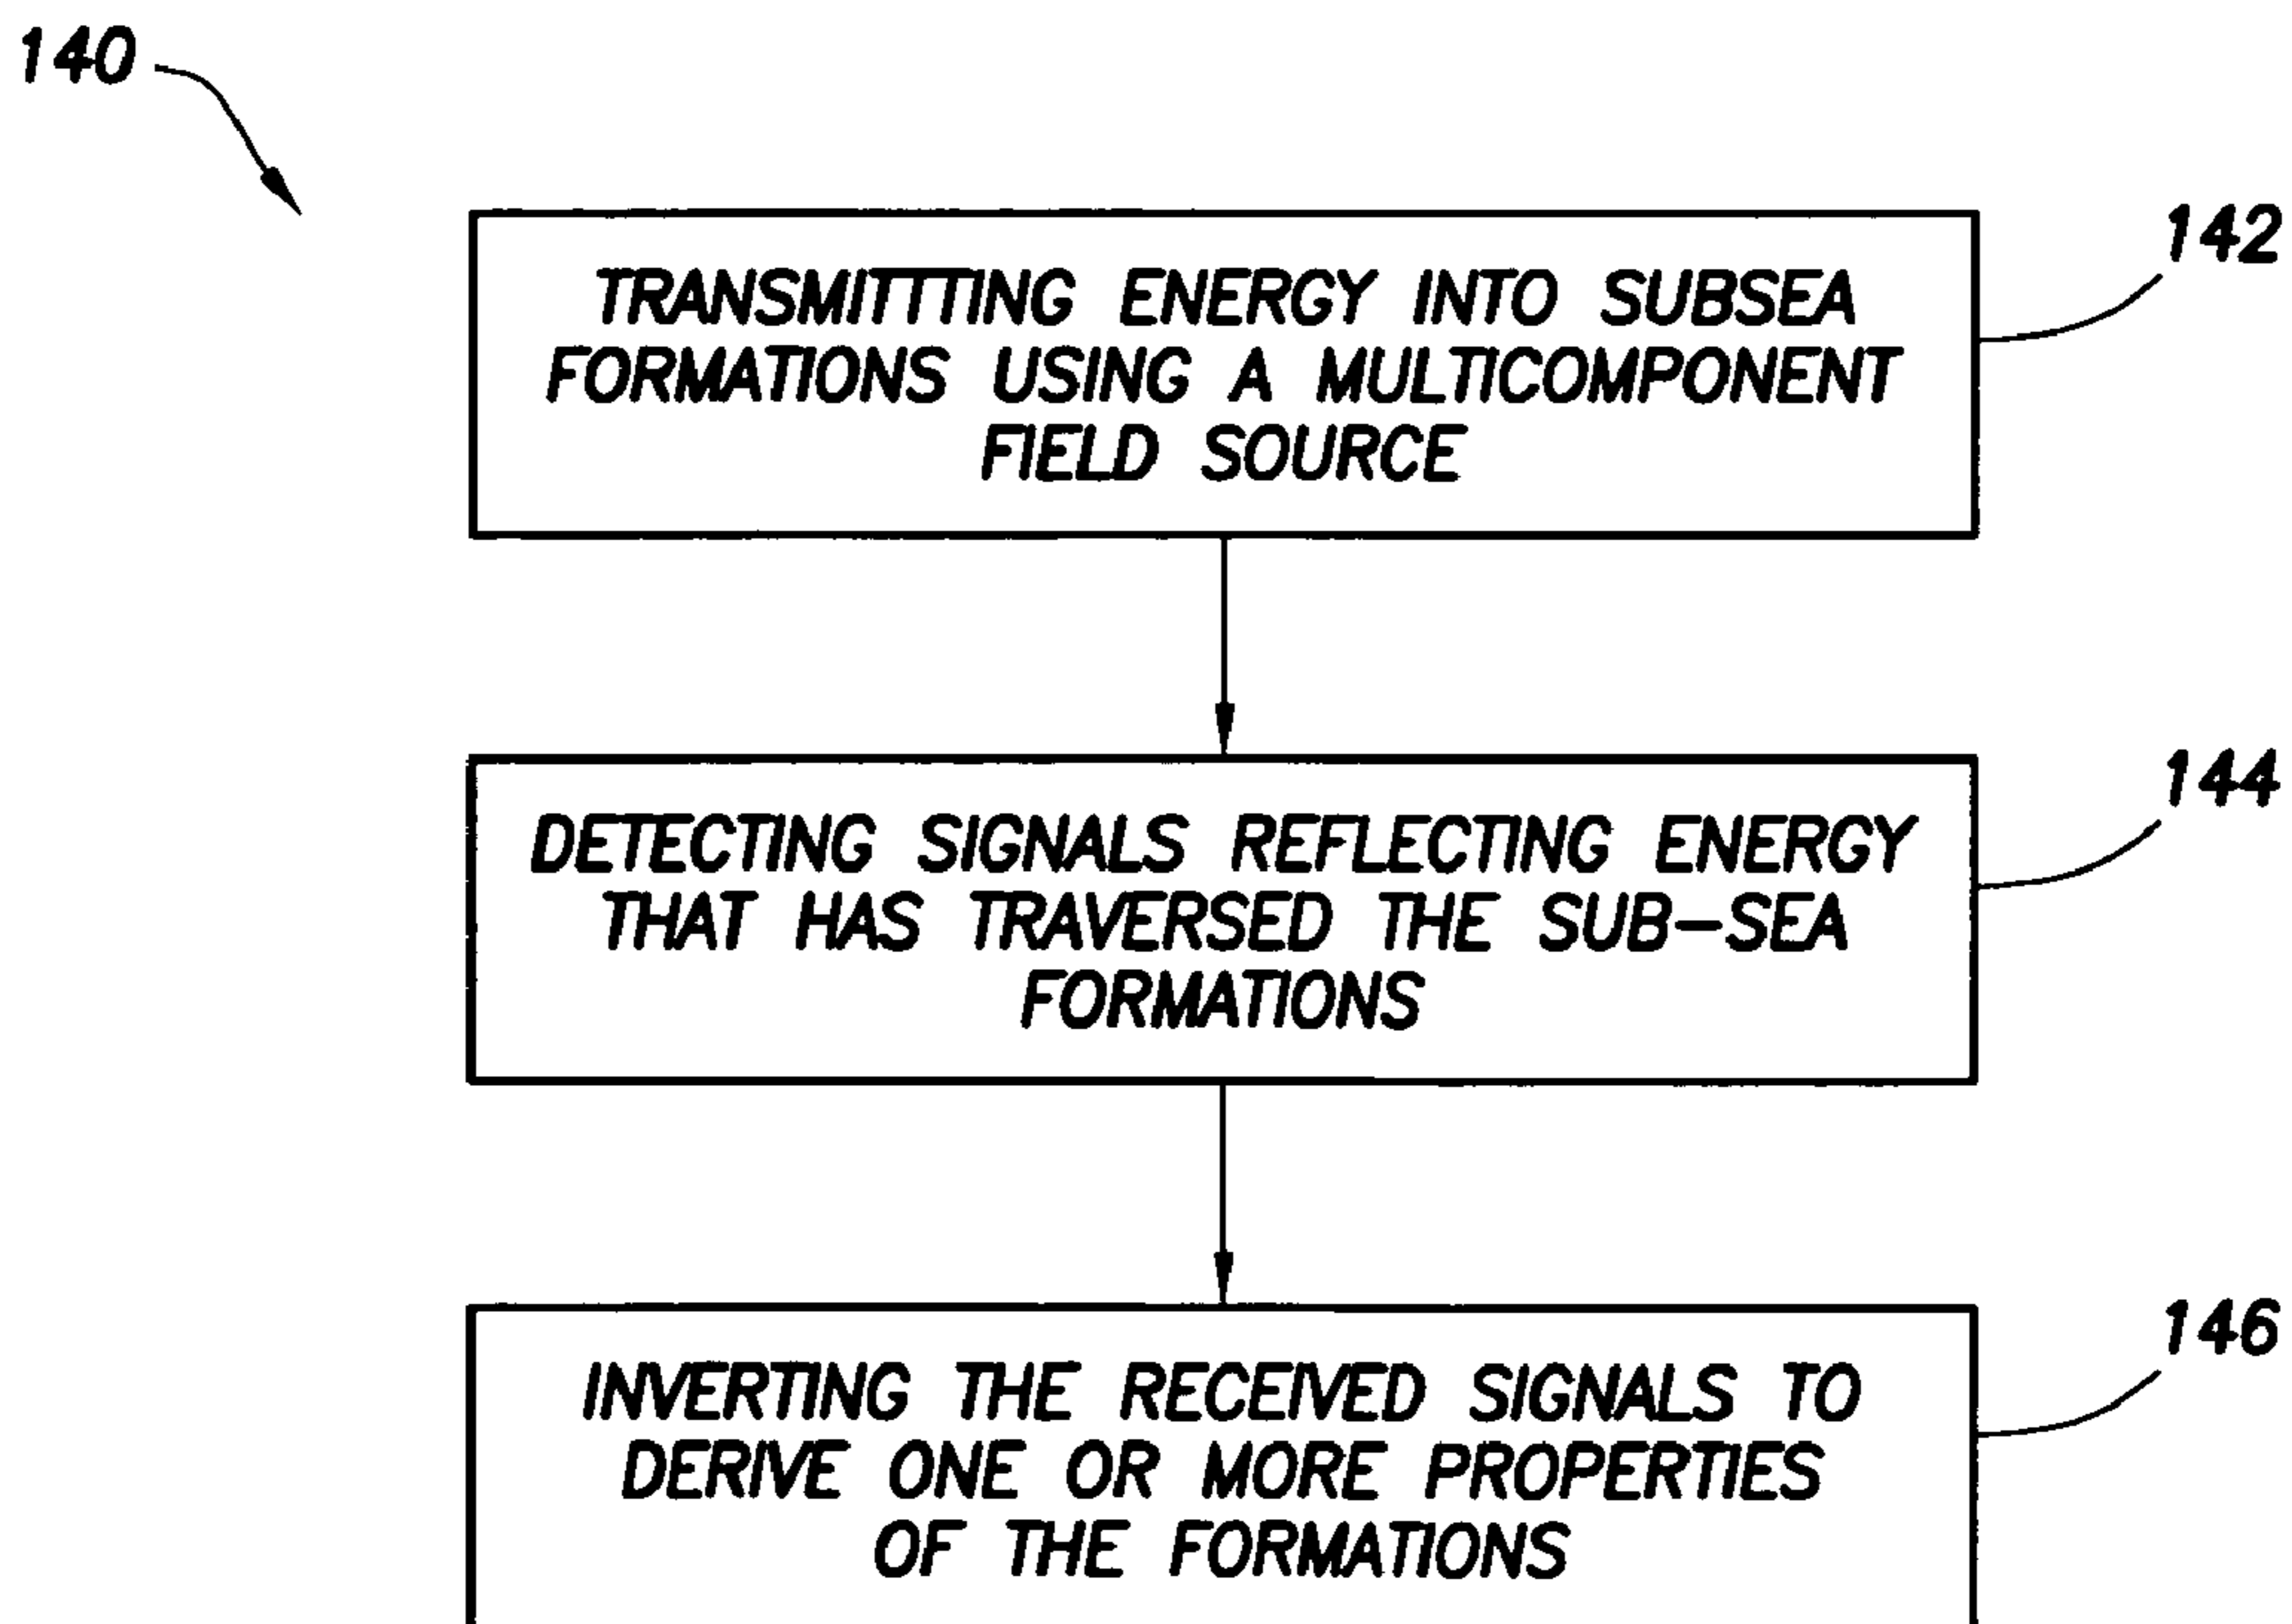 140
142
TRANSMITTTING ENERGY INTO SUBSEA
FORMATIONS USING A MULTICOMPONENT
FIELD SOURCE
144
DETECTING SIGNALS REFLECTING ENERGY
THAT HAS TRAVERSED THE SUB-SEA
FORMATIONS
146
INVERTING THE RECEIVED SIGNALS TO
DERIVE ONE OR MORE PROPERTIES
OF THE FORMATIONS